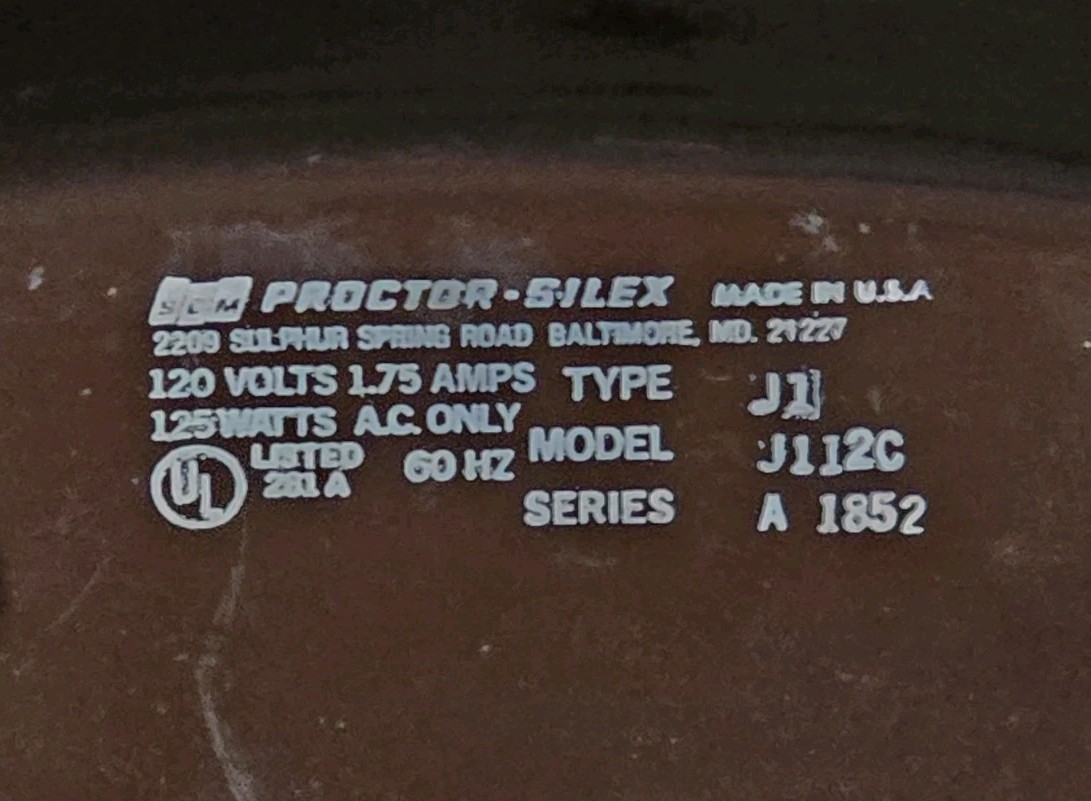 SCM PROCTOR-SILEX MADE IN U.S.A
2209 SULPHUR SPRING ROAD BALTIMORE, MD. 21227
120 VOLTS 1.75 AMPS TYPE J1
125 WATTS A.C. ONLY
MODEL J112C
UL LISTED 60 HZ
281 A
SERIES A 1852